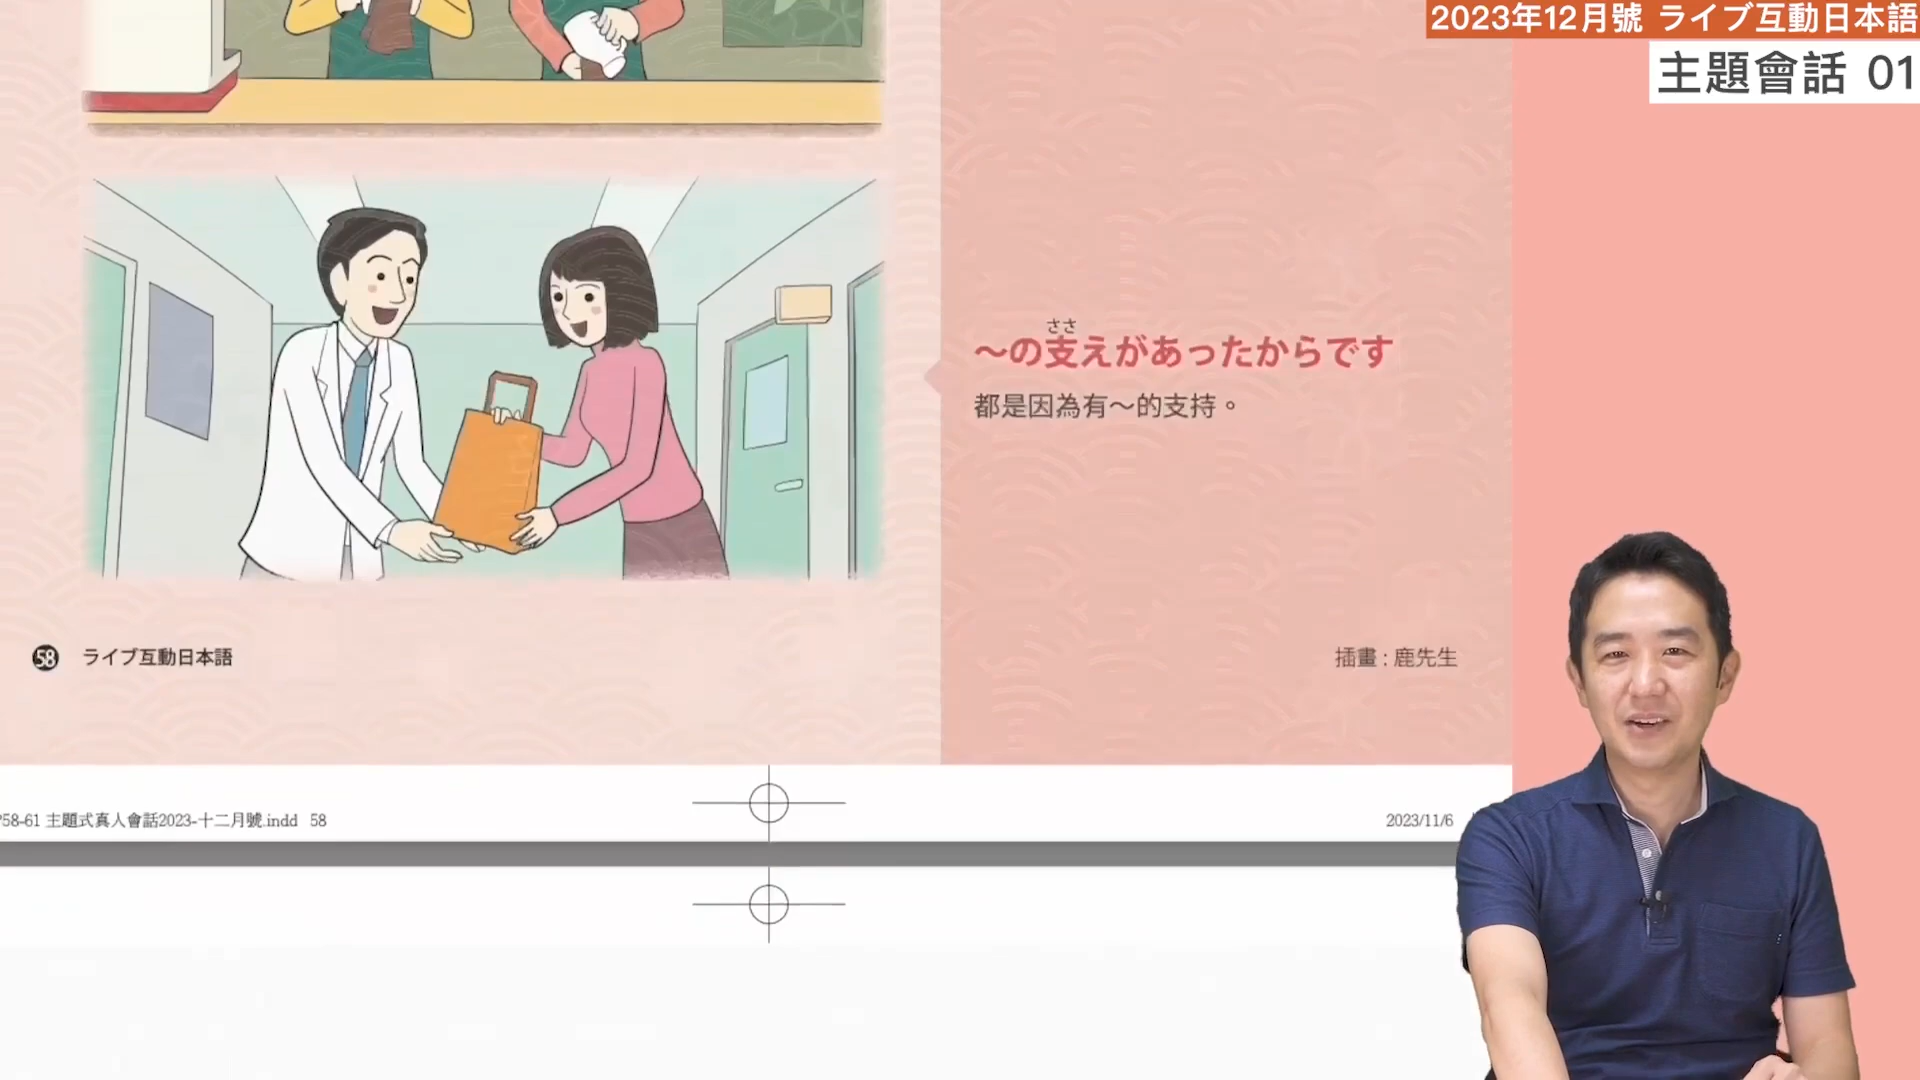 2023年12月號 ライブ互動日本語
主題會話 01
ささ
～の支えがあったからです
都是因為有～的支持。
58 ライブ互動日本語
插畫:鹿先生
58-61 主題式真人會話2023-十二月號.indd 58
2023/11/6